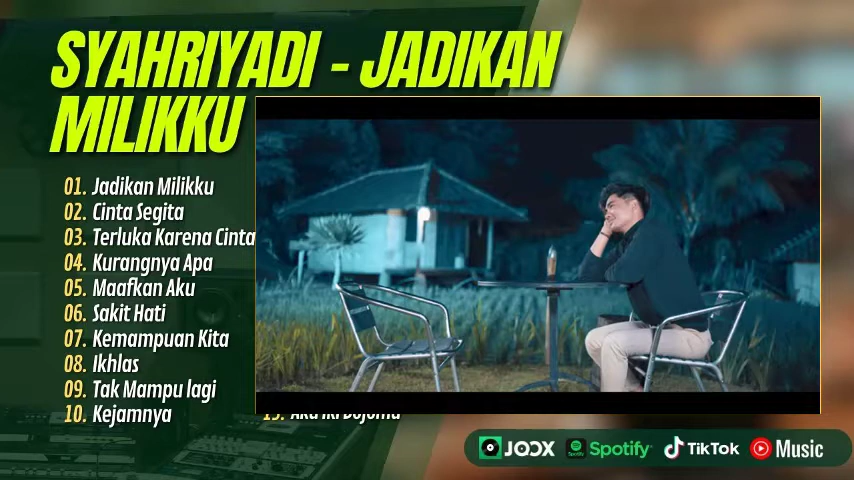 SYAHRIYADI - JADIKAN
MILIKKU
01. Jadikan Milikku
02. Cinta Segita
03. Terluka Karena Cinta
04. Kurangnya Apa
05. Maafkan Aku
06. Sakit Hati
07. Kemampuan Kita
08. Ikhlas
09. Tak Mampu lagi
10. Kejamnya
JOOX
Spotify
Spotify
TikTok
Music